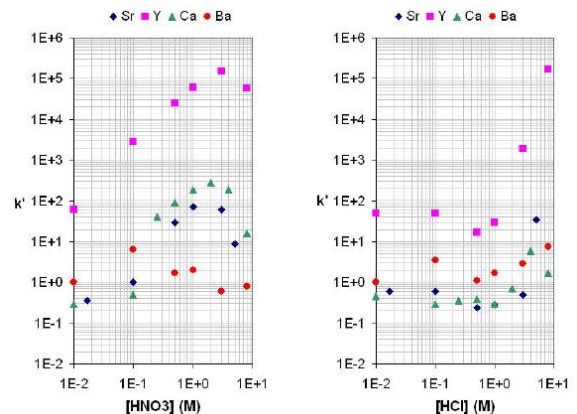 Sr Y Ca Ba
1E+6
1E+5
1E+4
1E+3
k'
1E+2
1E+1
1E+0
1E-1
1E-2
1E-2 1E-1 1E+0 1E+1
[HNO3] (M)
Sr Y Ca Ba
1E+6
1E+5
1E+4
1E+3
k'
1E+2
1E+1
1E+0
1E-1
1E-2
1E-2 1E-1 1E+0 1E+1
[HCl] (M)